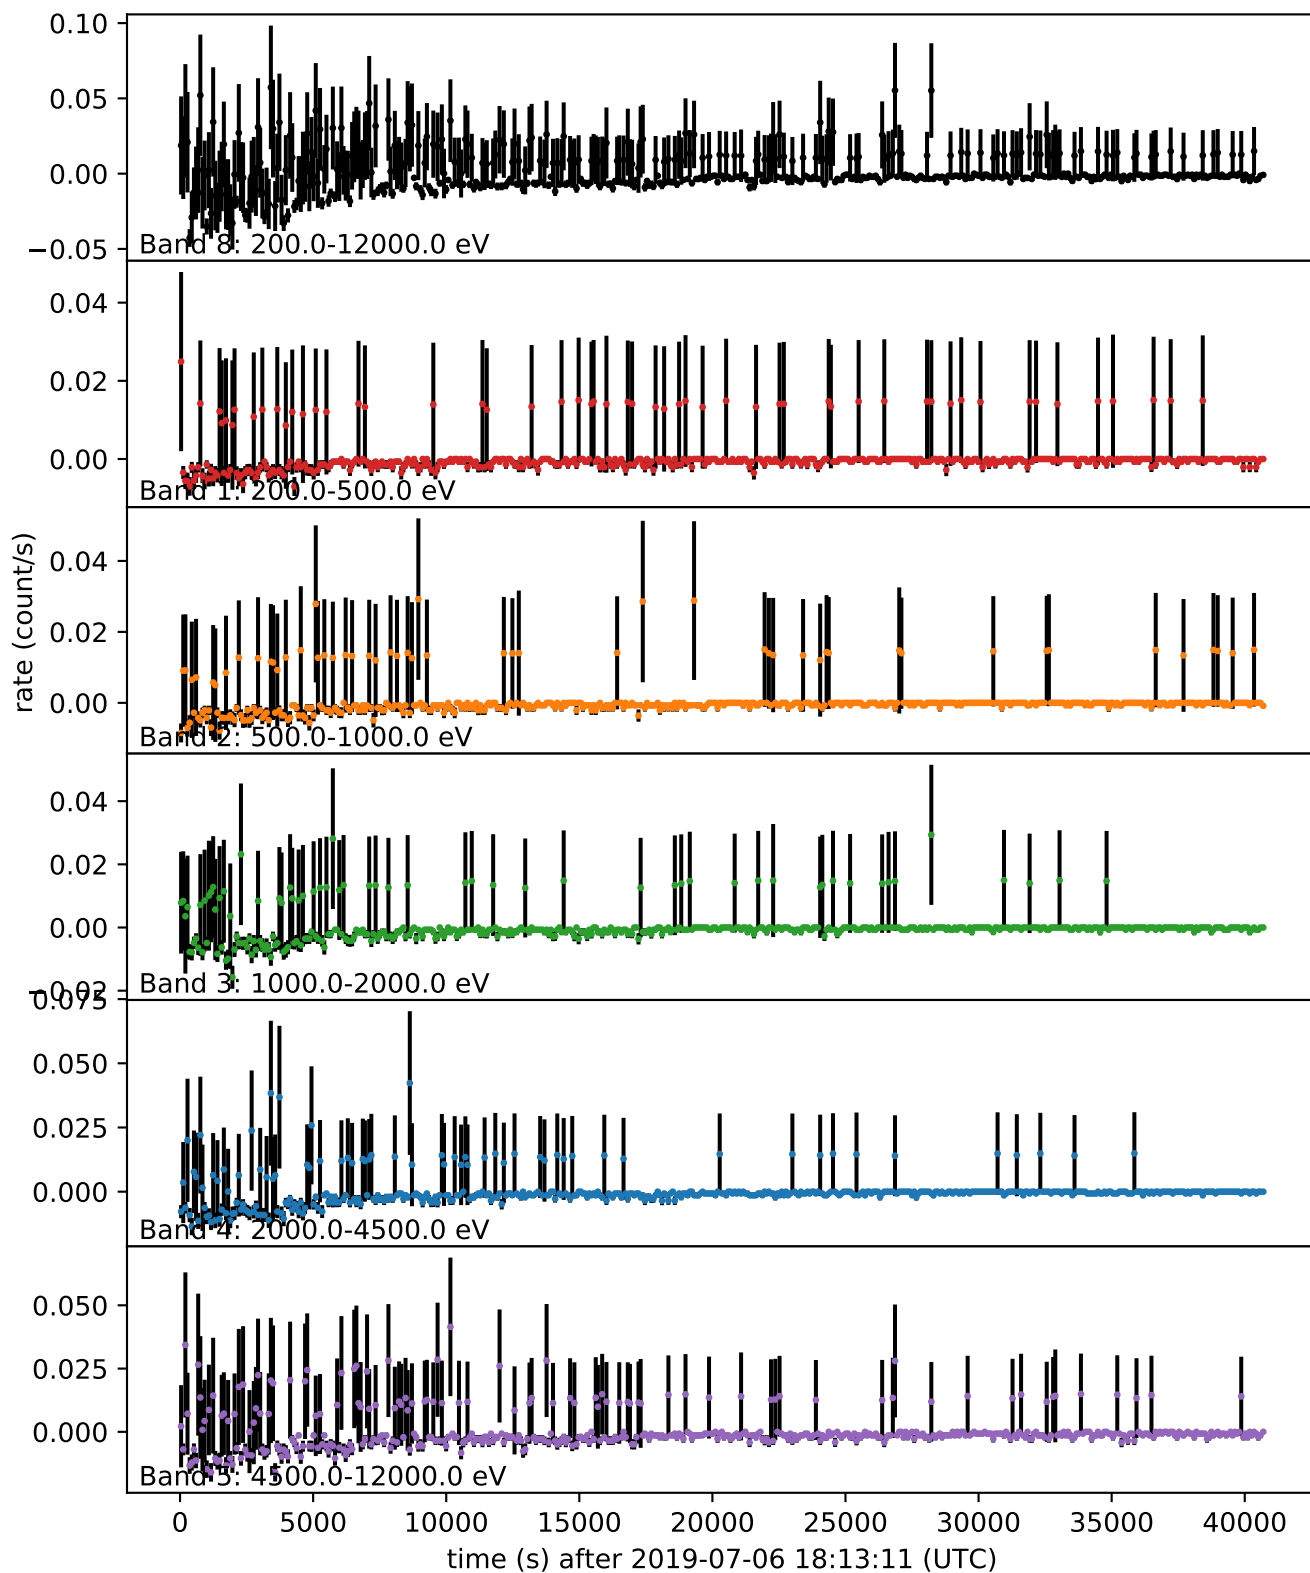 0.10
0.05
0.00
−0.05
Band 8: 200.0-12000.0 eV
0.04
0.02
0.00
Band 1: 200.0-500.0 eV
rate (count/s)
0.04
0.02
0.00
Band 2: 500.0-1000.0 eV
0.04
0.02
0.00
−0.02
Band 3: 1000.0-2000.0 eV
0.075
0.050
0.025
0.000
Band 4: 2000.0-4500.0 eV
0.050
0.025
0.000
Band 5: 4500.0-12000.0 eV
0 5000 10000 15000 20000 25000 30000 35000 40000
time (s) after 2019-07-06 18:13:11 (UTC)